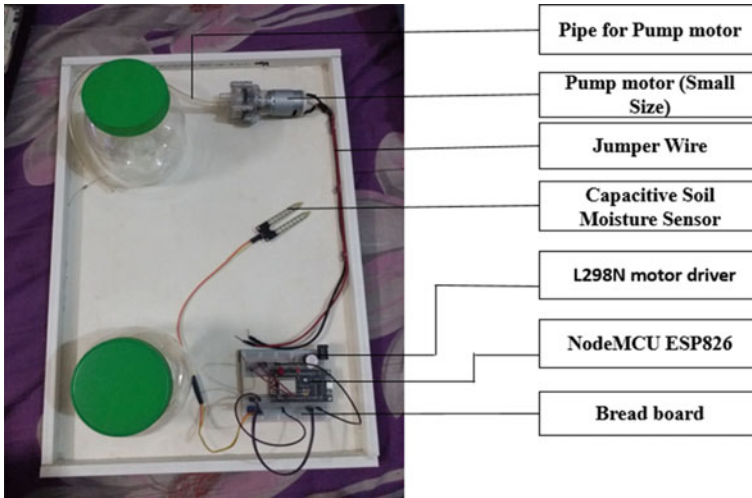 Pipe for Pump motor
Pump motor (Small
Size)
Jumper Wire
Capacitive Soil
Moisture Sensor
L298N motor driver
NodeMCU ESP826
Bread board